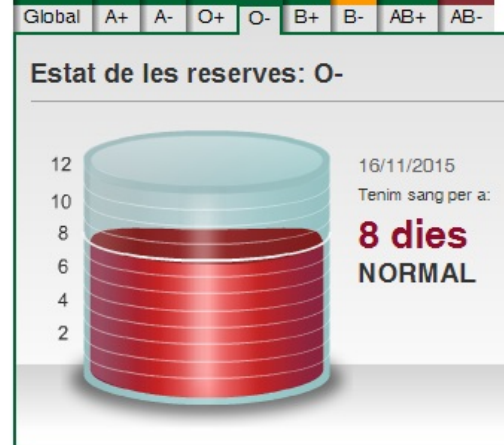 Global A+ A- O+ O- B+ B- AB+ AB-
Estat de les reserves: O-
12
10
8
6
4
2
16/11/2015
Tenim sang per a:
8 dies
NORMAL